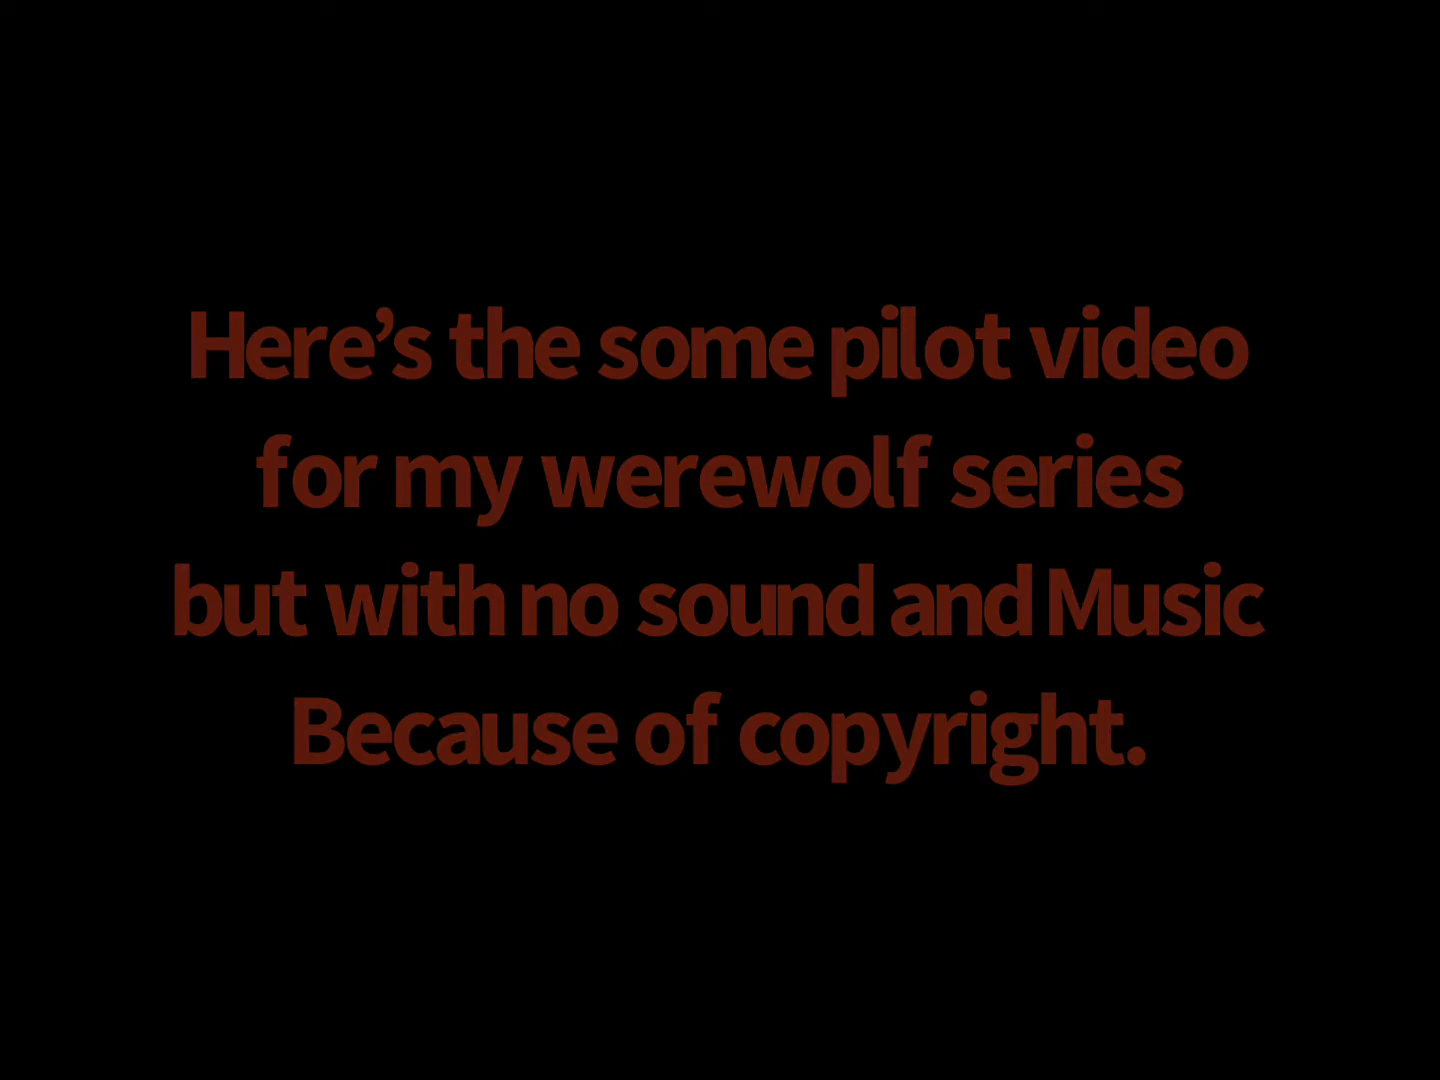 Here’s the some pilot video
for my werewolf series
but with no sound and Music
Because of copyright.